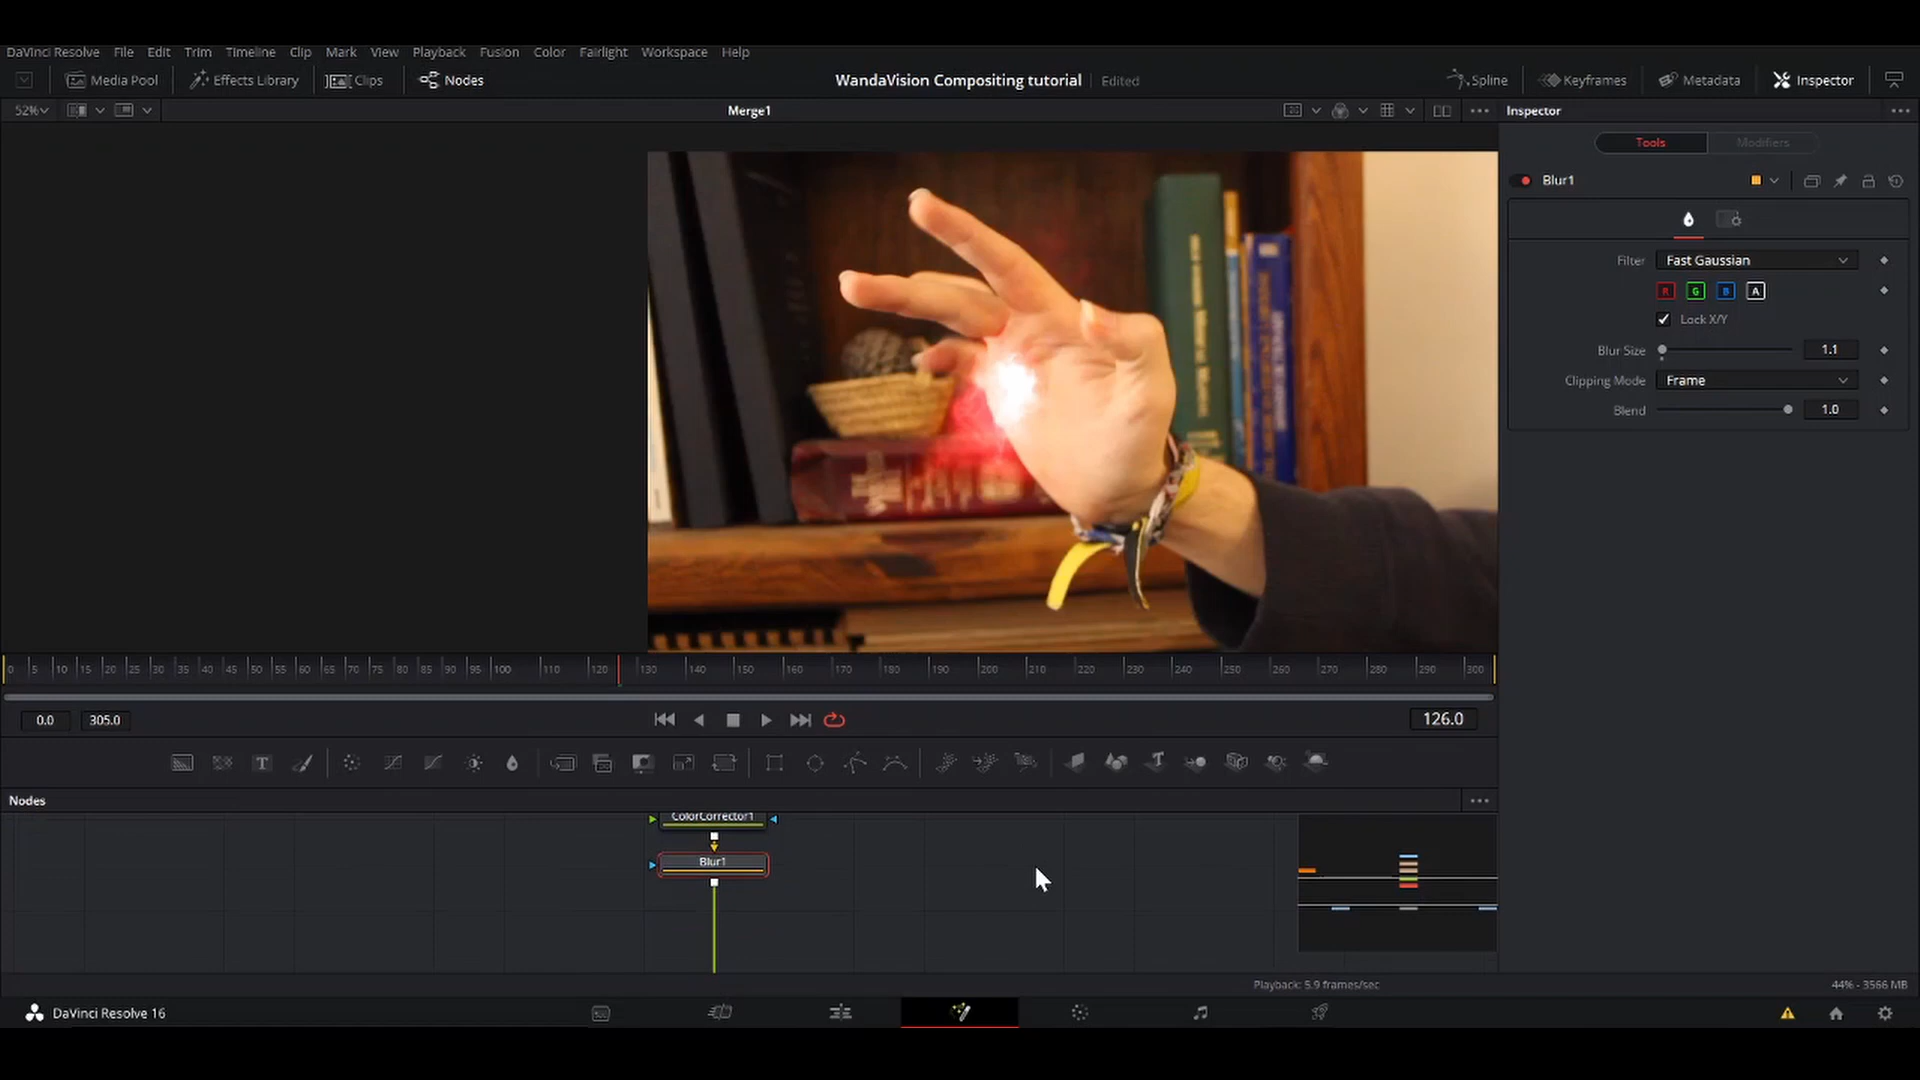 DaVinci Resolve File Edit Trim Timeline Clip Mark View Playback Fusion Color Fairlight Workspace Help
Media Pool Effects Library Clips Nodes WandaVision Compositing tutorial Edited Spline Keyframes Metadata Inspector
52% Merge1 Inspector
Tools Modifiers
Blur1
Filter Fast Gaussian
R G B A
Lock X/Y
Blur Size 1.1
Clipping Mode Frame
Blend 1.0
0 5 10 15 20 25 30 35 40 45 50 55 60 65 70 75 80 85 90 95 100 110 120 130 140 150 160 170 180 190 200 210 220 230 240 250 260 270 280 290 300
0.0 305.0 126.0
Nodes
ColorCorrector1
Blur1
Playback: 5.9 frames/sec 44% - 3566 MB
DaVinci Resolve 16